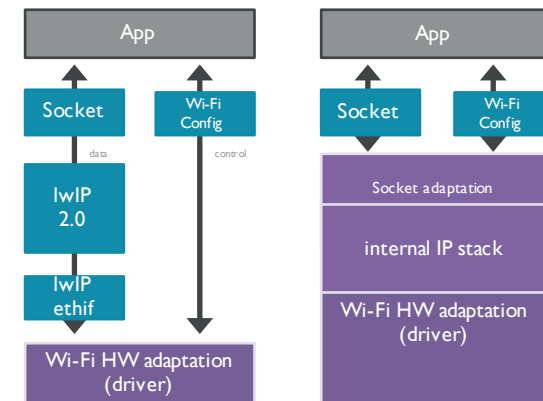 App
Socket
Wi-Fi
Config
data
control
lwIP
2.0
lwIP
ethif
Wi-Fi HW adaptation
(driver)
App
Socket
Wi-Fi
Config
Socket adaptation
internal IP stack
Wi-Fi HW adaptation
(driver)